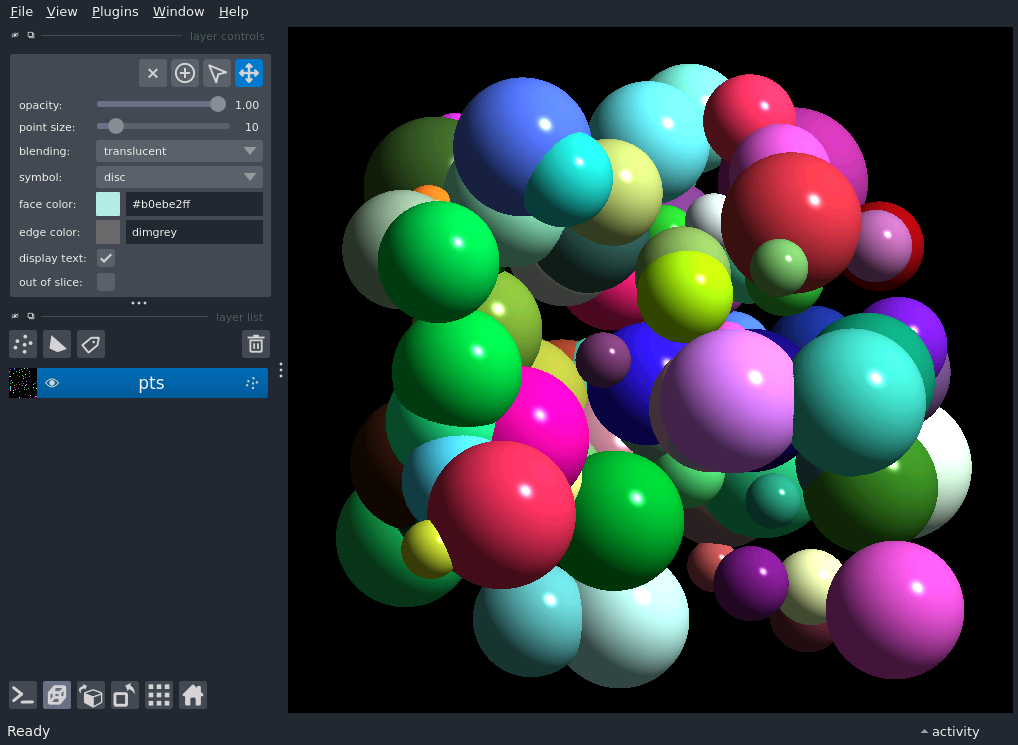 File View Plugins Window Help
layer controls
opacity: 1.00
point size: 10
blending: translucent
symbol: disc
face color: #b0ebe2ff
edge color: dimgrey
display text:
out of slice:
layer list
pts
Ready activity